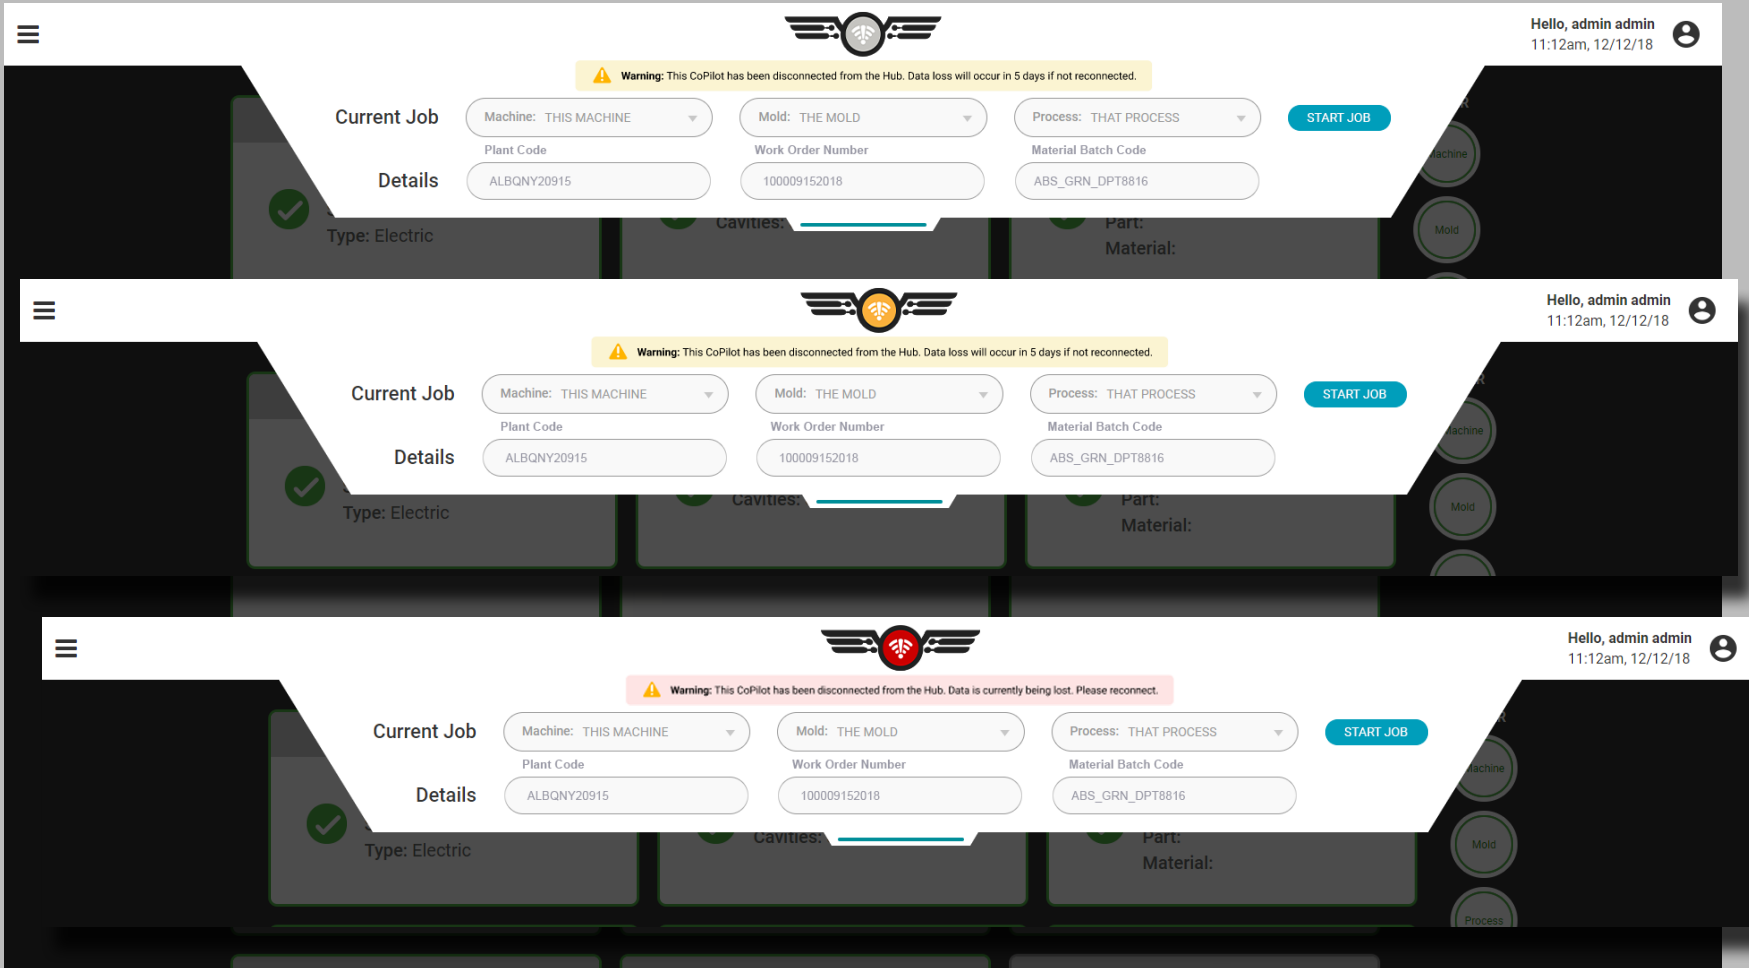 Hello, admin admin
11:12am, 12/12/18
Warning: This CoPilot has been disconnected from the Hub. Data loss will occur in 5 days if not reconnected.
Current Job
Machine: THIS MACHINE
Mold: THE MOLD
Process: THAT PROCESS
START JOB
Plant Code
Work Order Number
Material Batch Code
Details
ALBQNY20915
100009152018
ABS_GRN_DPT8816
Machine
Mold
Cavities:
Part:
Type: Electric
Material:
Hello, admin admin
11:12am, 12/12/18
Warning: This CoPilot has been disconnected from the Hub. Data loss will occur in 5 days if not reconnected.
Current Job
Machine: THIS MACHINE
Mold: THE MOLD
Process: THAT PROCESS
START JOB
Plant Code
Work Order Number
Material Batch Code
Details
ALBQNY20915
100009152018
ABS_GRN_DPT8816
Machine
Mold
Cavities:
Part:
Type: Electric
Material:
Hello, admin admin
11:12am, 12/12/18
Warning: This CoPilot has been disconnected from the Hub. Data is currently being lost. Please reconnect.
Current Job
Machine: THIS MACHINE
Mold: THE MOLD
Process: THAT PROCESS
START JOB
Plant Code
Work Order Number
Material Batch Code
Details
ALBQNY20915
100009152018
ABS_GRN_DPT8816
Machine
Mold
Cavities:
Part:
Type: Electric
Material:
Process